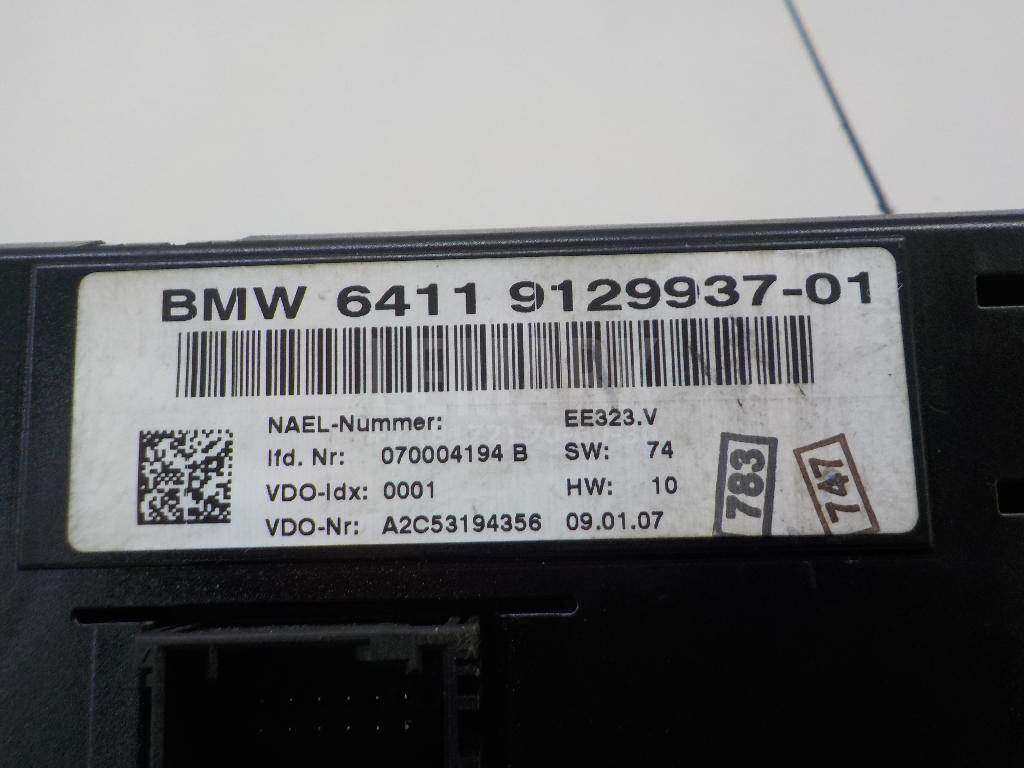 BMW 6411 9129937-01
NAEL-Nummer: EE323.V
lfd. Nr: 070004194 B SW: 74
VDO-Idx: 0001 HW: 10
VDO-Nr: A2C53194356 09.01.07
783
747